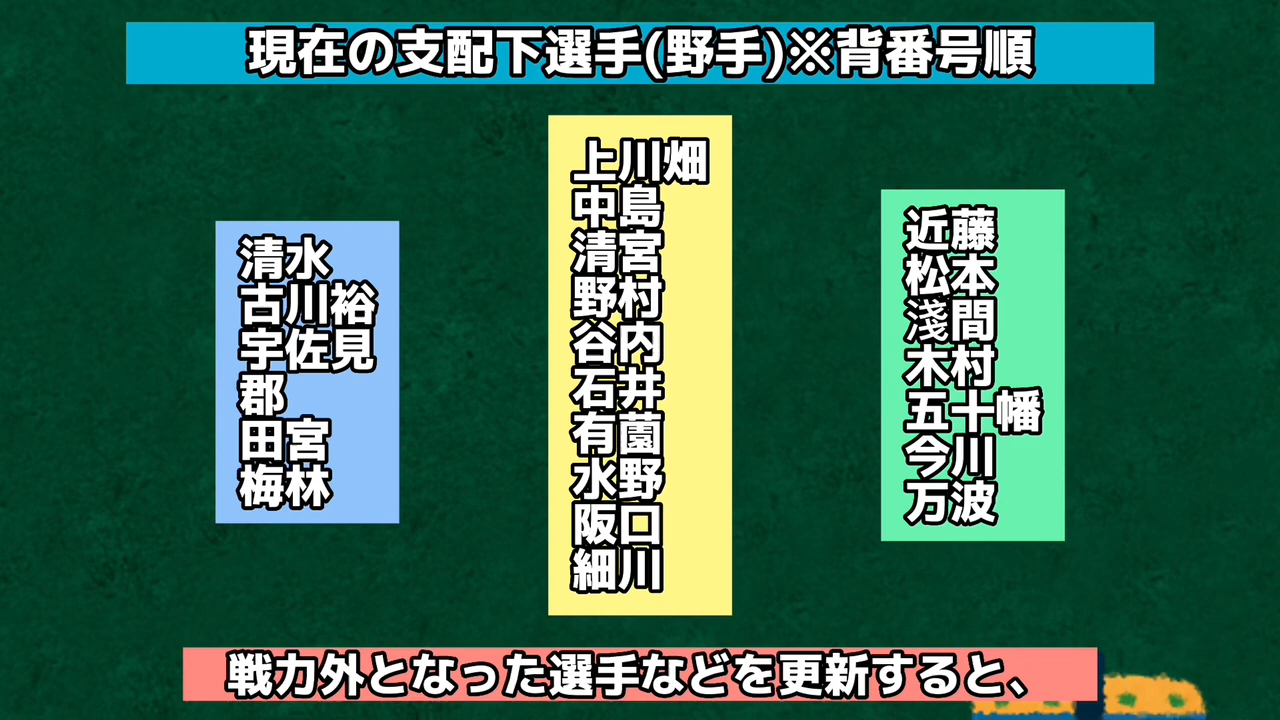 現在の支配下選手(野手)※背番号順
清水
古川裕
宇佐見
郡
田宮
梅林
上川畑
中島
清宮
野村
谷内
石井
有薗
水野
阪口
細川
近藤
松本
淺間
木村
五十幡
今川
万波
戦力外となった選手などを更新すると、